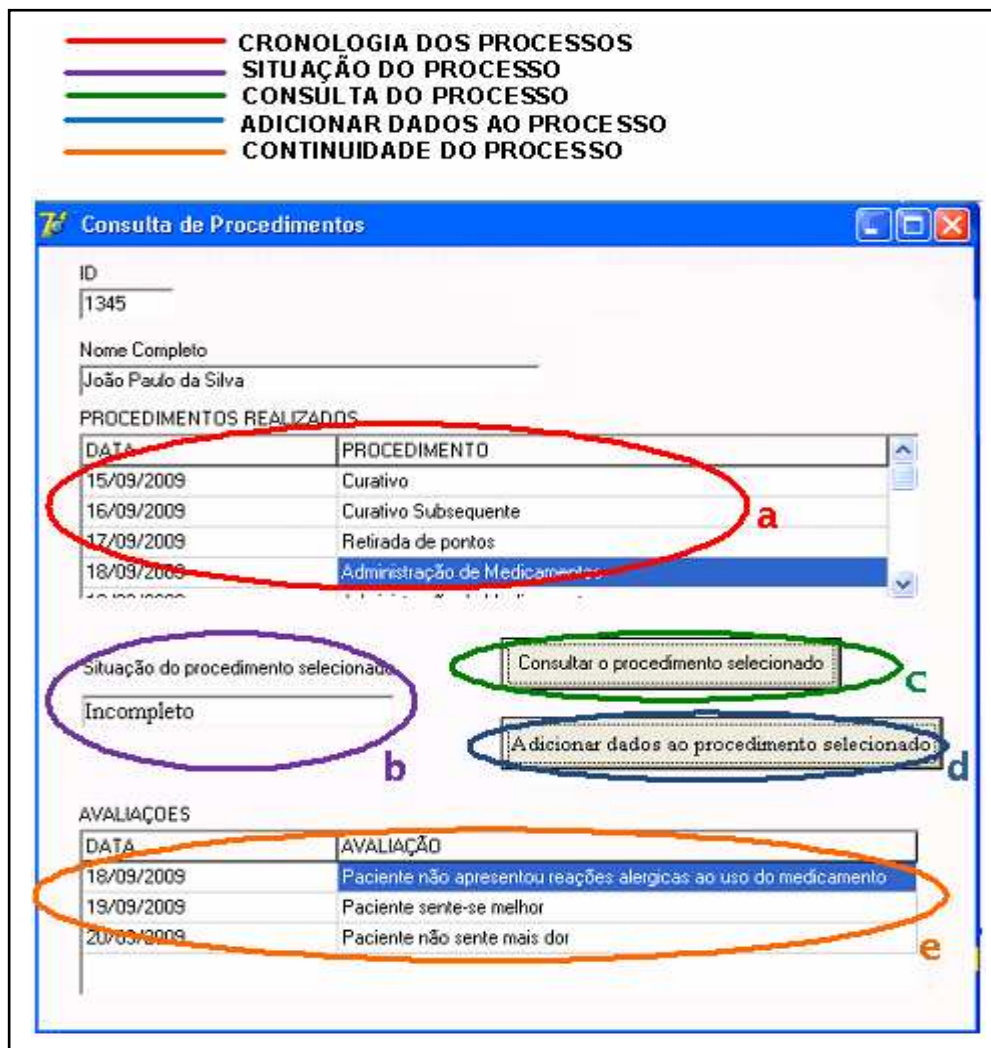 CRONOLOGIA DOS PROCESSOS
SITUAÇÃO DO PROCESSO
CONSULTA DO PROCESSO
ADICIONAR DADOS AO PROCESSO
CONTINUIDADE DO PROCESSO
Consulta de Procedimentos
ID
1345
Nome Completo
João Paulo da Silva
PROCEDIMENTOS REALIZADOS
DATA PROCEDIMENTO
15/09/2009 Curativo
16/09/2009 Curativo Subsequente
a
17/09/2009 Retirada de pontos
18/09/2009 Administração de Medicamentos
Situação do procedimento selecionado
Consultar o procedimento selecionado
c
Incompleto
Adicionar dados ao procedimento selecionado
b
d
AVALIAÇOES
DATA AVALIAÇÃO
18/09/2009 Paciente não apresentou reações alergicas ao uso do medicamento
19/09/2009 Paciente sente-se melhor
20/09/2009 Paciente não sente mais dor
e